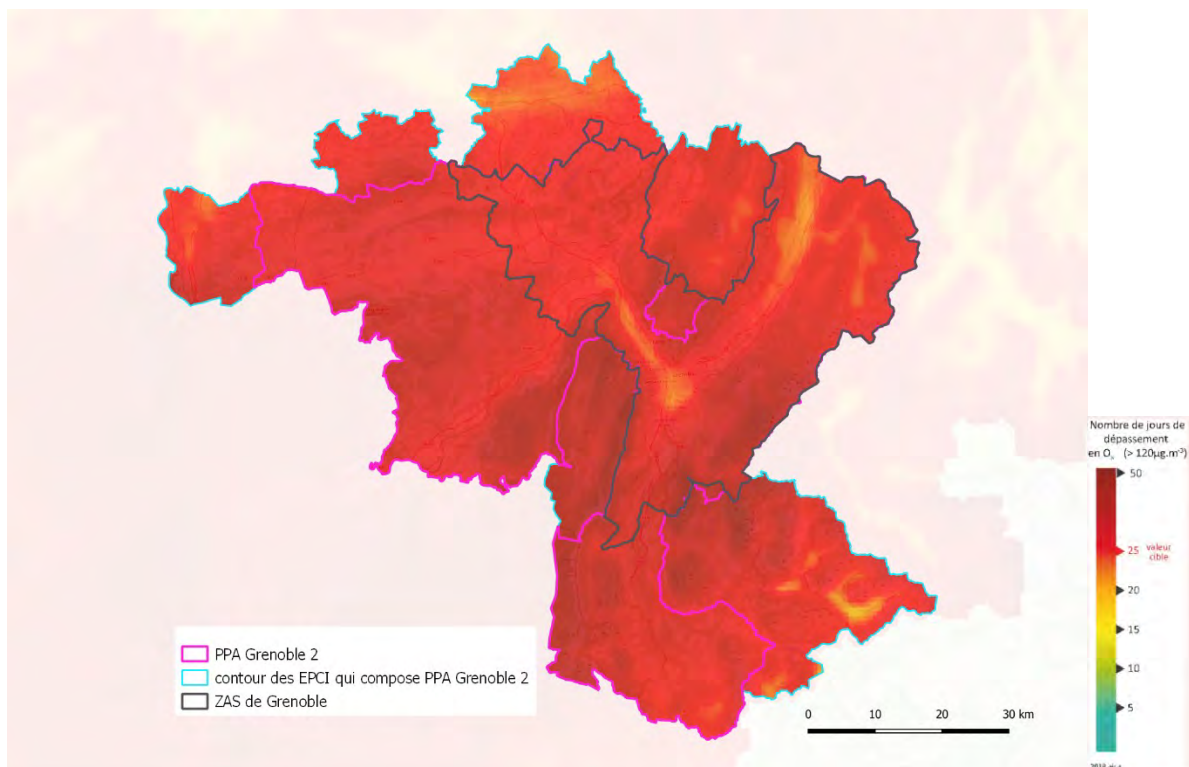 Nombre de jours de
dépassement
en O₃ (> 120µg.m⁻³)
50
25 valeur
cible
20
15
10
5
PPA Grenoble 2
contour des EPCI qui compose PPA Grenoble 2
ZAS de Grenoble
0 10 20 30 km